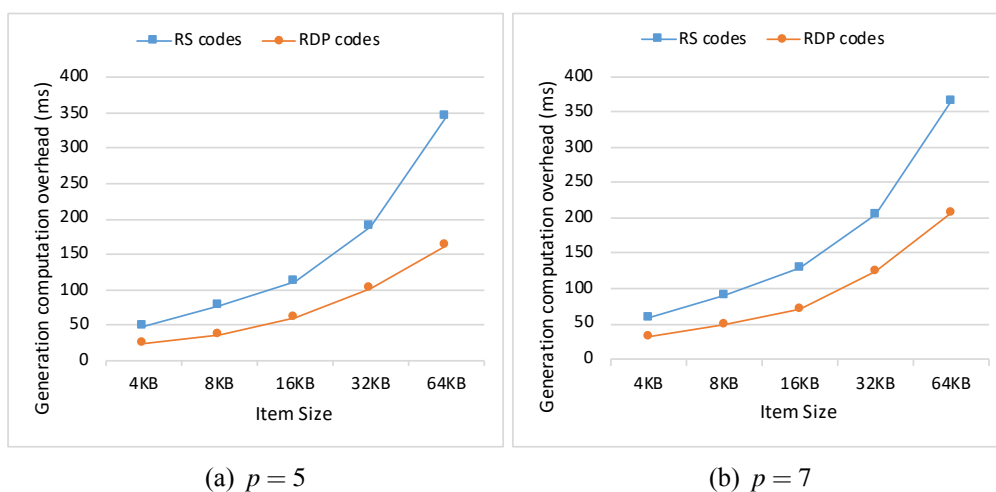 RS codes
RDP codes
Generation computation overhead (ms)
400
350
300
250
200
150
100
50
0
4KB 8KB 16KB 32KB 64KB
Item Size
(a) p = 5
RS codes
RDP codes
Generation computation overhead (ms)
400
350
300
250
200
150
100
50
0
4KB 8KB 16KB 32KB 64KB
Item Size
(b) p = 7